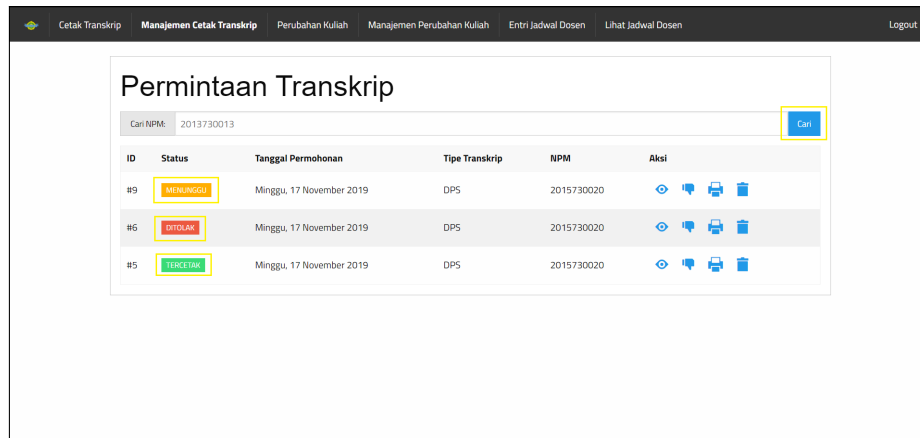 Cetak Transkrip Manajemen Cetak Transkrip Perubahan Kuliah Manajemen Perubahan Kuliah Entri Jadwal Dosen Lihat Jadwal Dosen Logout
Permintaan Transkrip
Cari NPM: 2013730013 Cari
ID Status Tanggal Permohonan Tipe Transkrip NPM Aksi
#9 MENUNGGU Minggu, 17 November 2019 DPS 2015730020
#6 DITOLAK Minggu, 17 November 2019 DPS 2015730020
#5 TERCETAK Minggu, 17 November 2019 DPS 2015730020